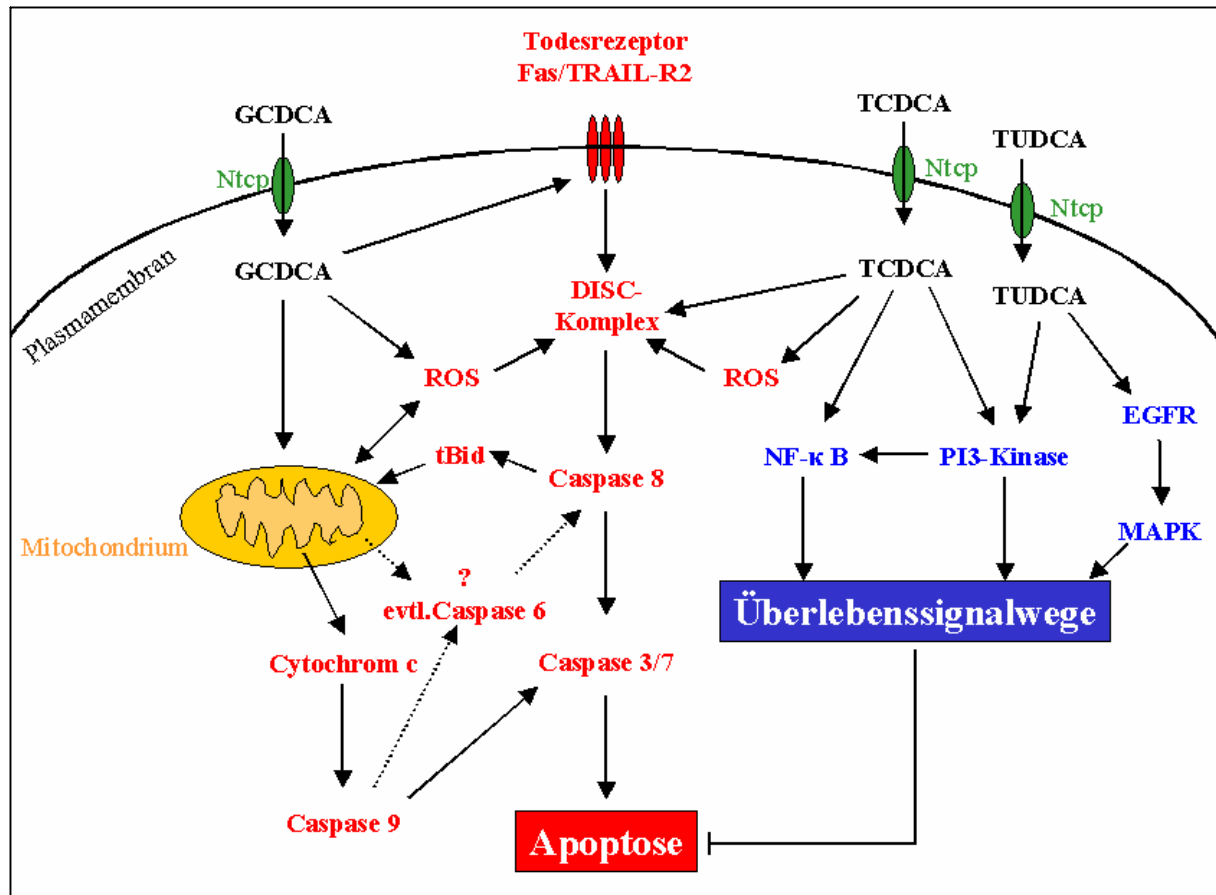 Todesrezeptor
Fas/TRAIL-R2
GCDCA
TCDCA
TUDCA
Ntcp
Ntcp
Ntcp
Plasmamembran
GCDCA
TCDCA
TUDCA
DISC-
Komplex
ROS
ROS
EGFR
tBid
Caspase 8
NF-κ B
PI3-Kinase
Mitochondrium
MAPK
?
evtl.Caspase 6
Überlebenssignalwege
Cytochrom c
Caspase 3/7
Caspase 9
Apoptose